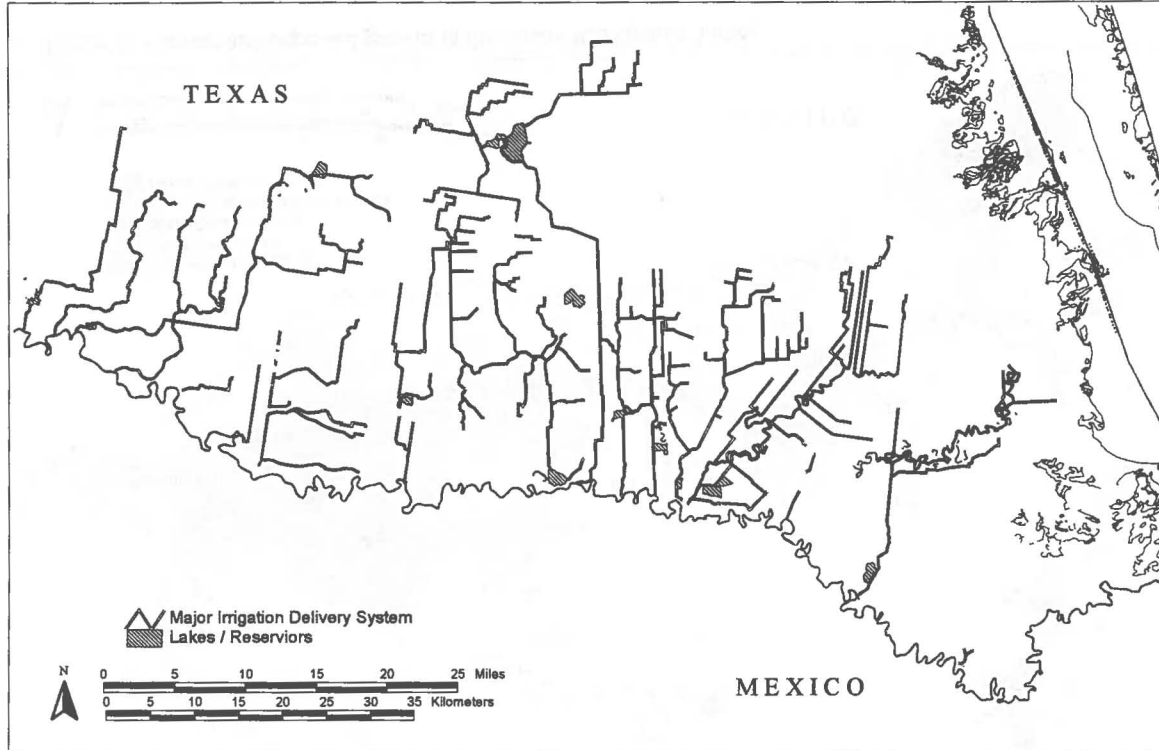 TEXAS
Major Irrigation Delivery System
Lakes / Reserviors
N
0 5 10 15 20 25 Miles
0 5 10 15 20 25 30 35 Kilometers
MEXICO